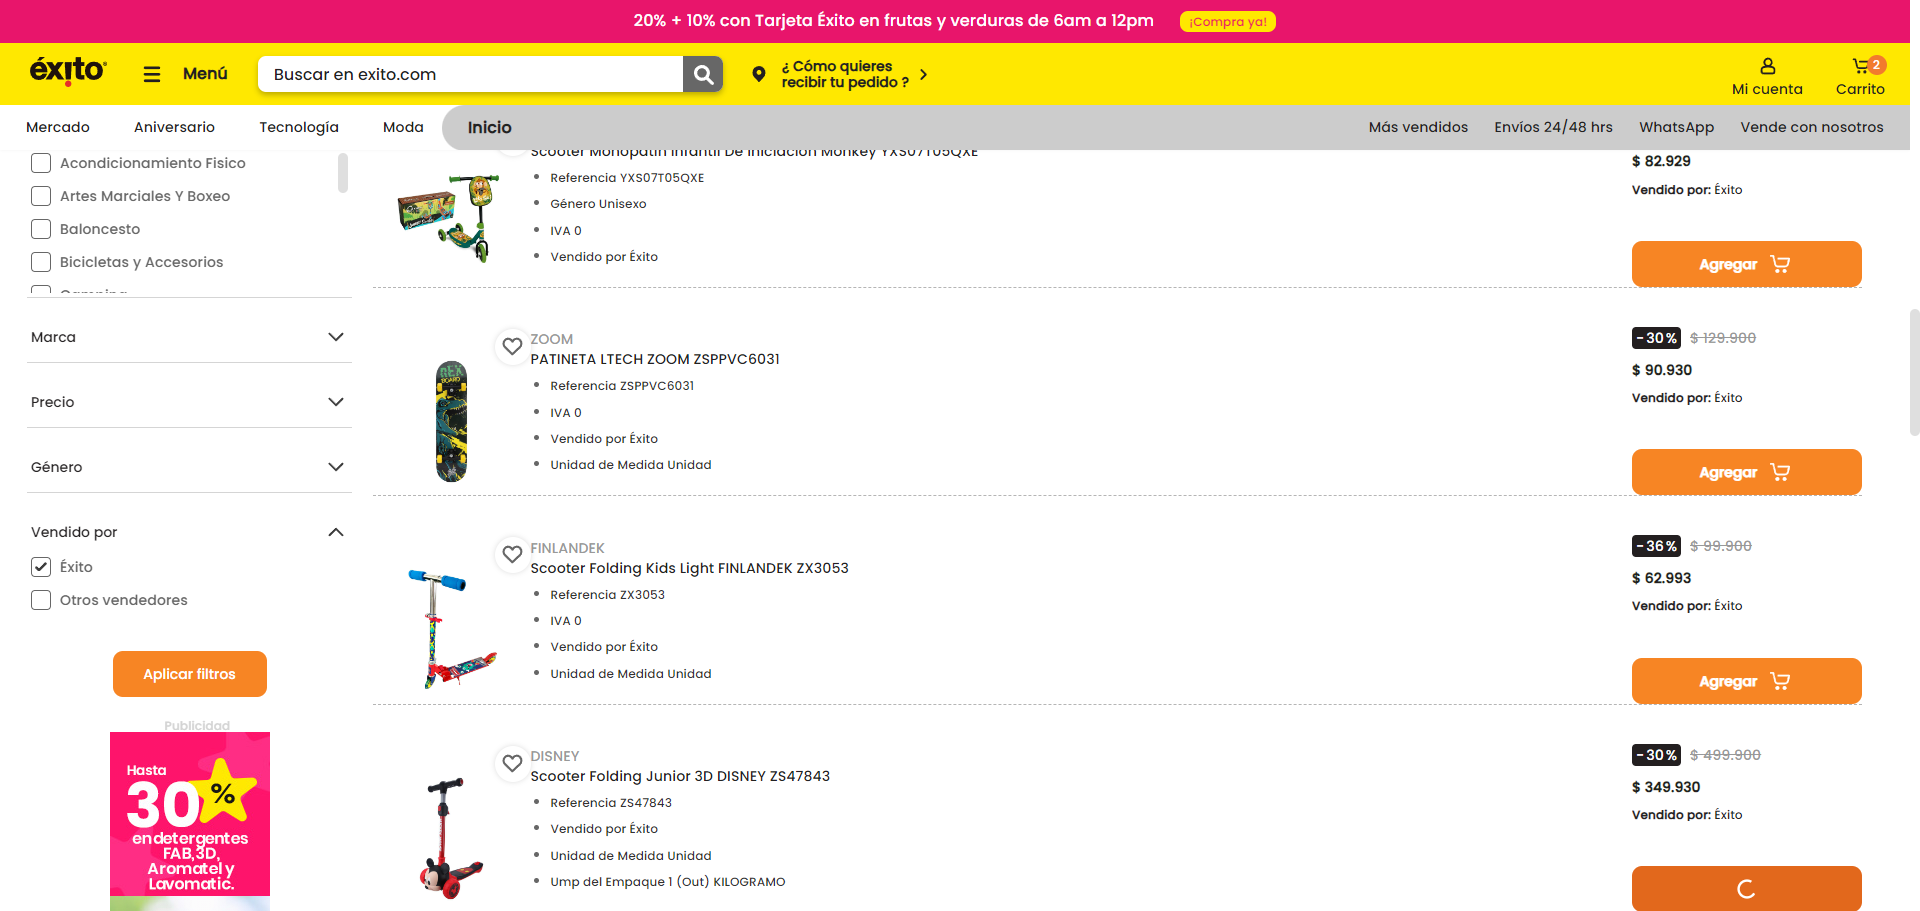 20% + 10% con Tarjeta Éxito en frutas y verduras de 6am a 12pm
¡Compra ya!
éxito
Menú
Buscar en exito.com
¿ Cómo quieres
recibir tu pedido ?
Mi cuenta
2
Carrito
Mercado
Aniversario
Tecnología
Moda
Inicio
Más vendidos
Envíos 24/48 hrs
WhatsApp
Vende con nosotros
Acondicionamiento Fisico
Artes Marciales Y Boxeo
Baloncesto
Bicicletas y Accesorios
Camping
Marca
Precio
Género
Vendido por
Éxito
Otros vendedores
Aplicar filtros
Publicidad
Hasta
30%
en detergentes
FAB,3D,
Aromatel y
Lavomatic.
Scooter Monopatin Infantil De Iniciacion Monkey YXS07T05QXE
Referencia YXS07T05QXE
Género Unisexo
IVA 0
Vendido por Éxito
$ 82.929
Vendido por: Éxito
Agregar
ZOOM
PATINETA LTECH ZOOM ZSPPVC6031
Referencia ZSPPVC6031
IVA 0
Vendido por Éxito
Unidad de Medida Unidad
-30% $ 129.900
$ 90.930
Vendido por: Éxito
Agregar
FINLANDEK
Scooter Folding Kids Light FINLANDEK ZX3053
Referencia ZX3053
IVA 0
Vendido por Éxito
Unidad de Medida Unidad
-36% $ 99.900
$ 62.993
Vendido por: Éxito
Agregar
DISNEY
Scooter Folding Junior 3D DISNEY ZS47843
Referencia ZS47843
Vendido por Éxito
Unidad de Medida Unidad
Ump del Empaque 1 (Out) KILOGRAMO
-30% $ 499.900
$ 349.930
Vendido por: Éxito